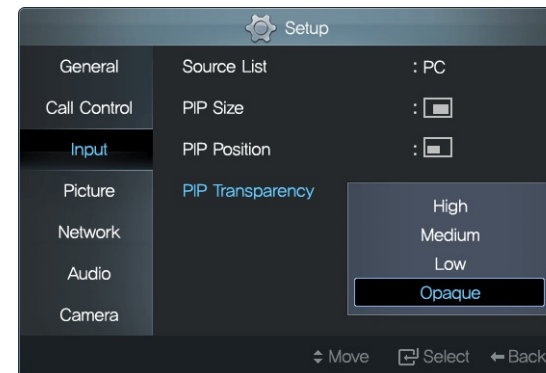 Setup
General
Call Control
Input
Picture
Network
Audio
Camera
Source List : PC
PIP Size :
PIP Position :
PIP Transparency
High
Medium
Low
Opaque
Move Select Back